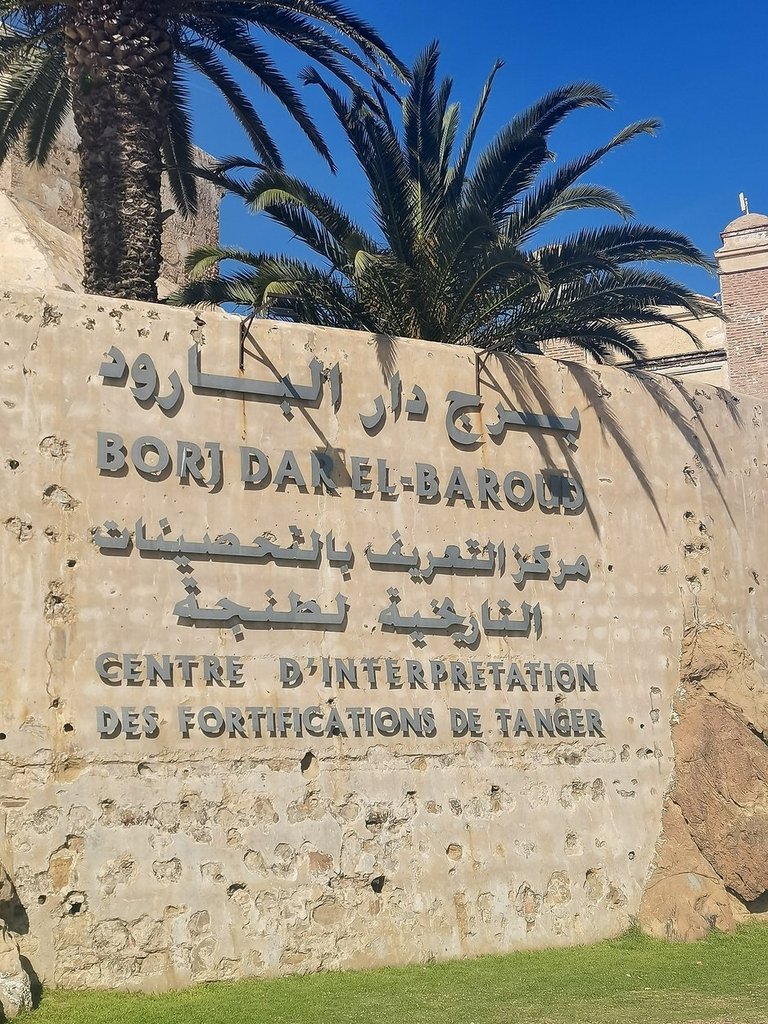 برج دار البارود
BORJ DAR EL-BAROUD
مركز التعريف بالتحصينات
التاريخية لطنجة
CENTRE D'INTERPRETATION
DES FORTIFICATIONS DE TANGER